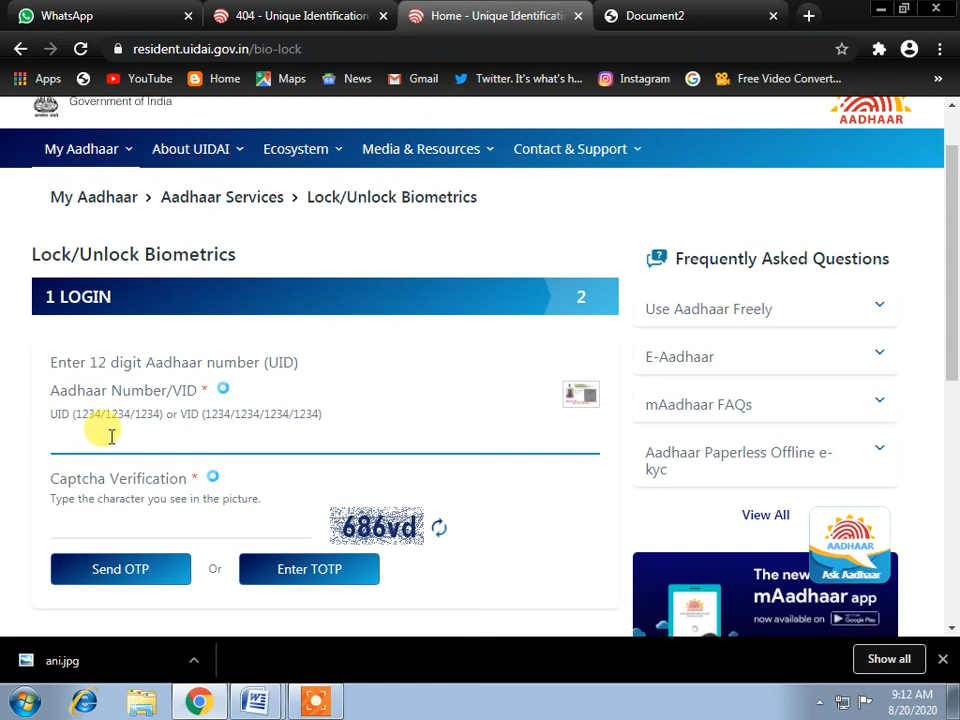 WhatsApp
404 - Unique Identification
Home - Unique Identificati
Document2
resident.uidai.gov.in/bio-lock
Apps
YouTube
Home
Maps
News
Gmail
Twitter. It's what's h...
Instagram
Free Video Convert...
»
Government of India
AADHAAR
My Aadhaar
About UIDAI
Ecosystem
Media & Resources
Contact & Support
My Aadhaar > Aadhaar Services > Lock/Unlock Biometrics
Lock/Unlock Biometrics
1 LOGIN
2
Enter 12 digit Aadhaar number (UID)
Aadhaar Number/VID *
UID (1234/1234/1234) or VID (1234/1234/1234/1234)
Captcha Verification *
Type the character you see in the picture.
686vd
Send OTP
Or
Enter TOTP
Frequently Asked Questions
Use Aadhaar Freely
E-Aadhaar
mAadhaar FAQs
Aadhaar Paperless Offline e-
kyc
View All
AADHAAR
Ask Aadhaar
The new
mAadhaar app
now available on
Google Play
ani.jpg
Show all
9:12 AM
8/20/2020